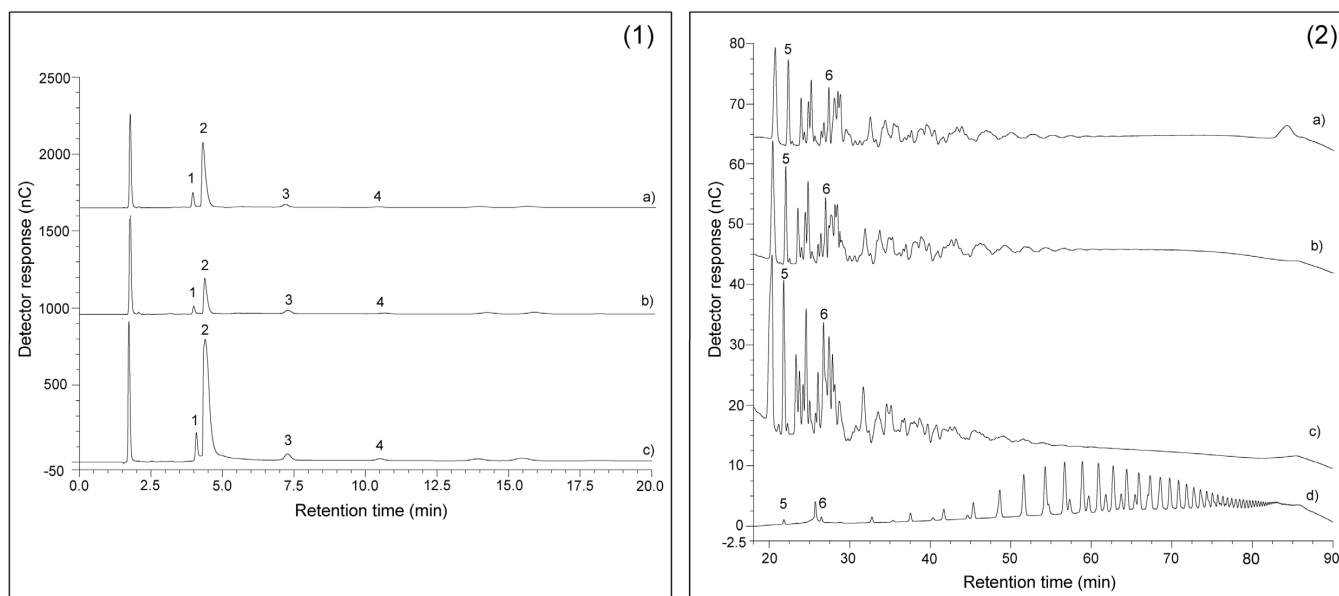 (1)
2500
2000
1500
1000
500
-50
Detector response (nC)
1
2
3
4
a)
1
2
3
4
b)
1
2
3
4
c)
0.0 2.5 5.0 7.5 10.0 12.5 15.0 17.5 20.0
Retention time (min)
(2)
80
70
60
50
40
30
20
10
0
-2.5
Detector response (nC)
5
6
a)
5
6
b)
5
6
c)
5
6
d)
20 30 40 50 60 70 80 90
Retention time (min)